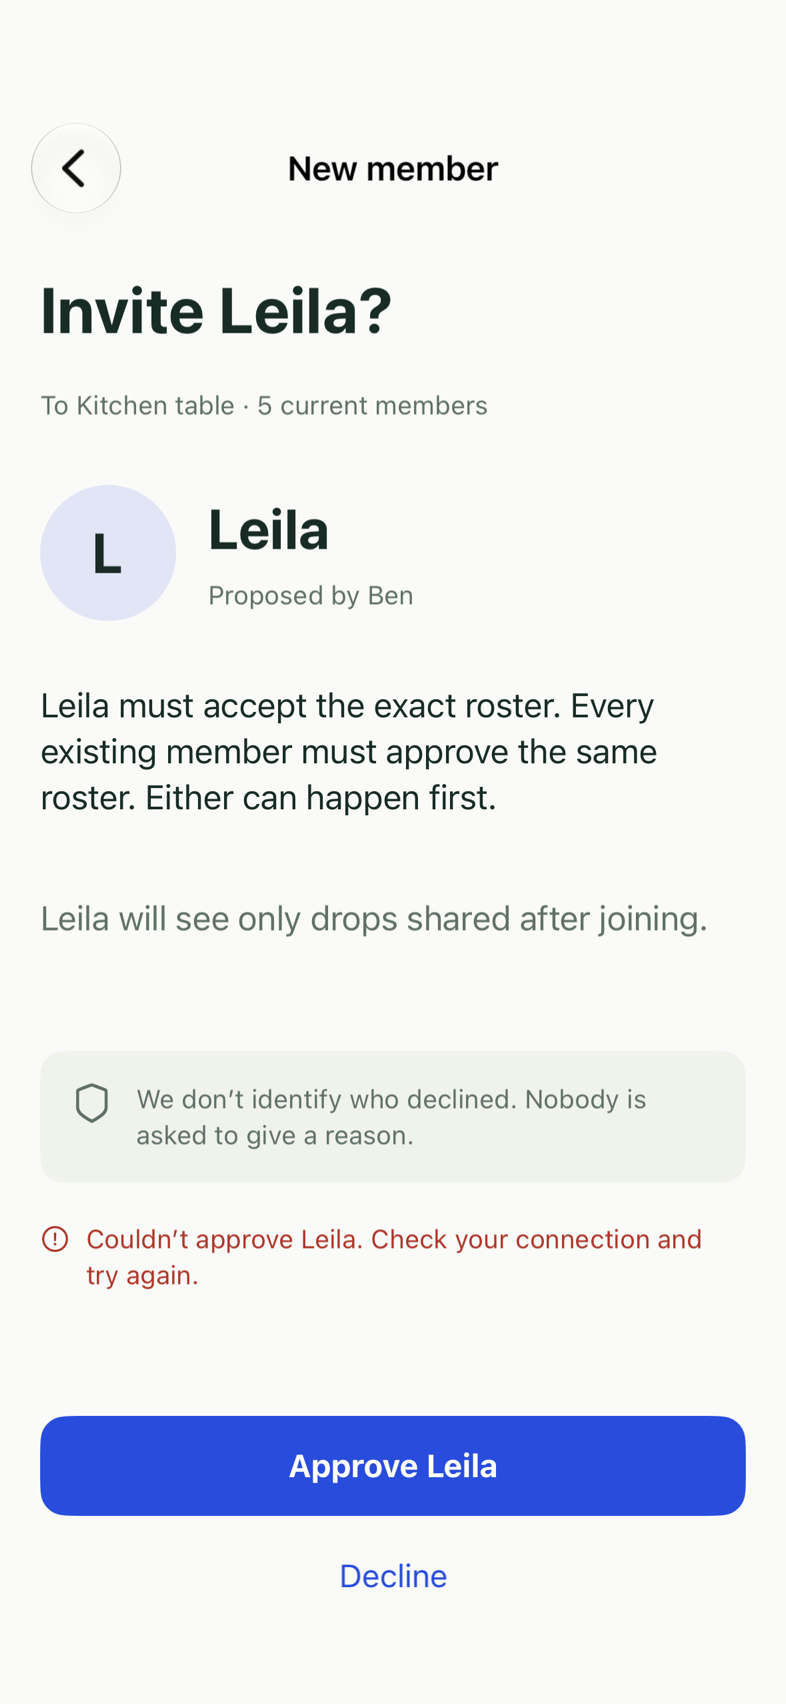 New member
Invite Leila?
To Kitchen table · 5 current members
L
Leila
Proposed by Ben
Leila must accept the exact roster. Every
existing member must approve the same
roster. Either can happen first.
Leila will see only drops shared after joining.
We don’t identify who declined. Nobody is
asked to give a reason.
Couldn’t approve Leila. Check your connection and
try again.
Approve Leila
Decline